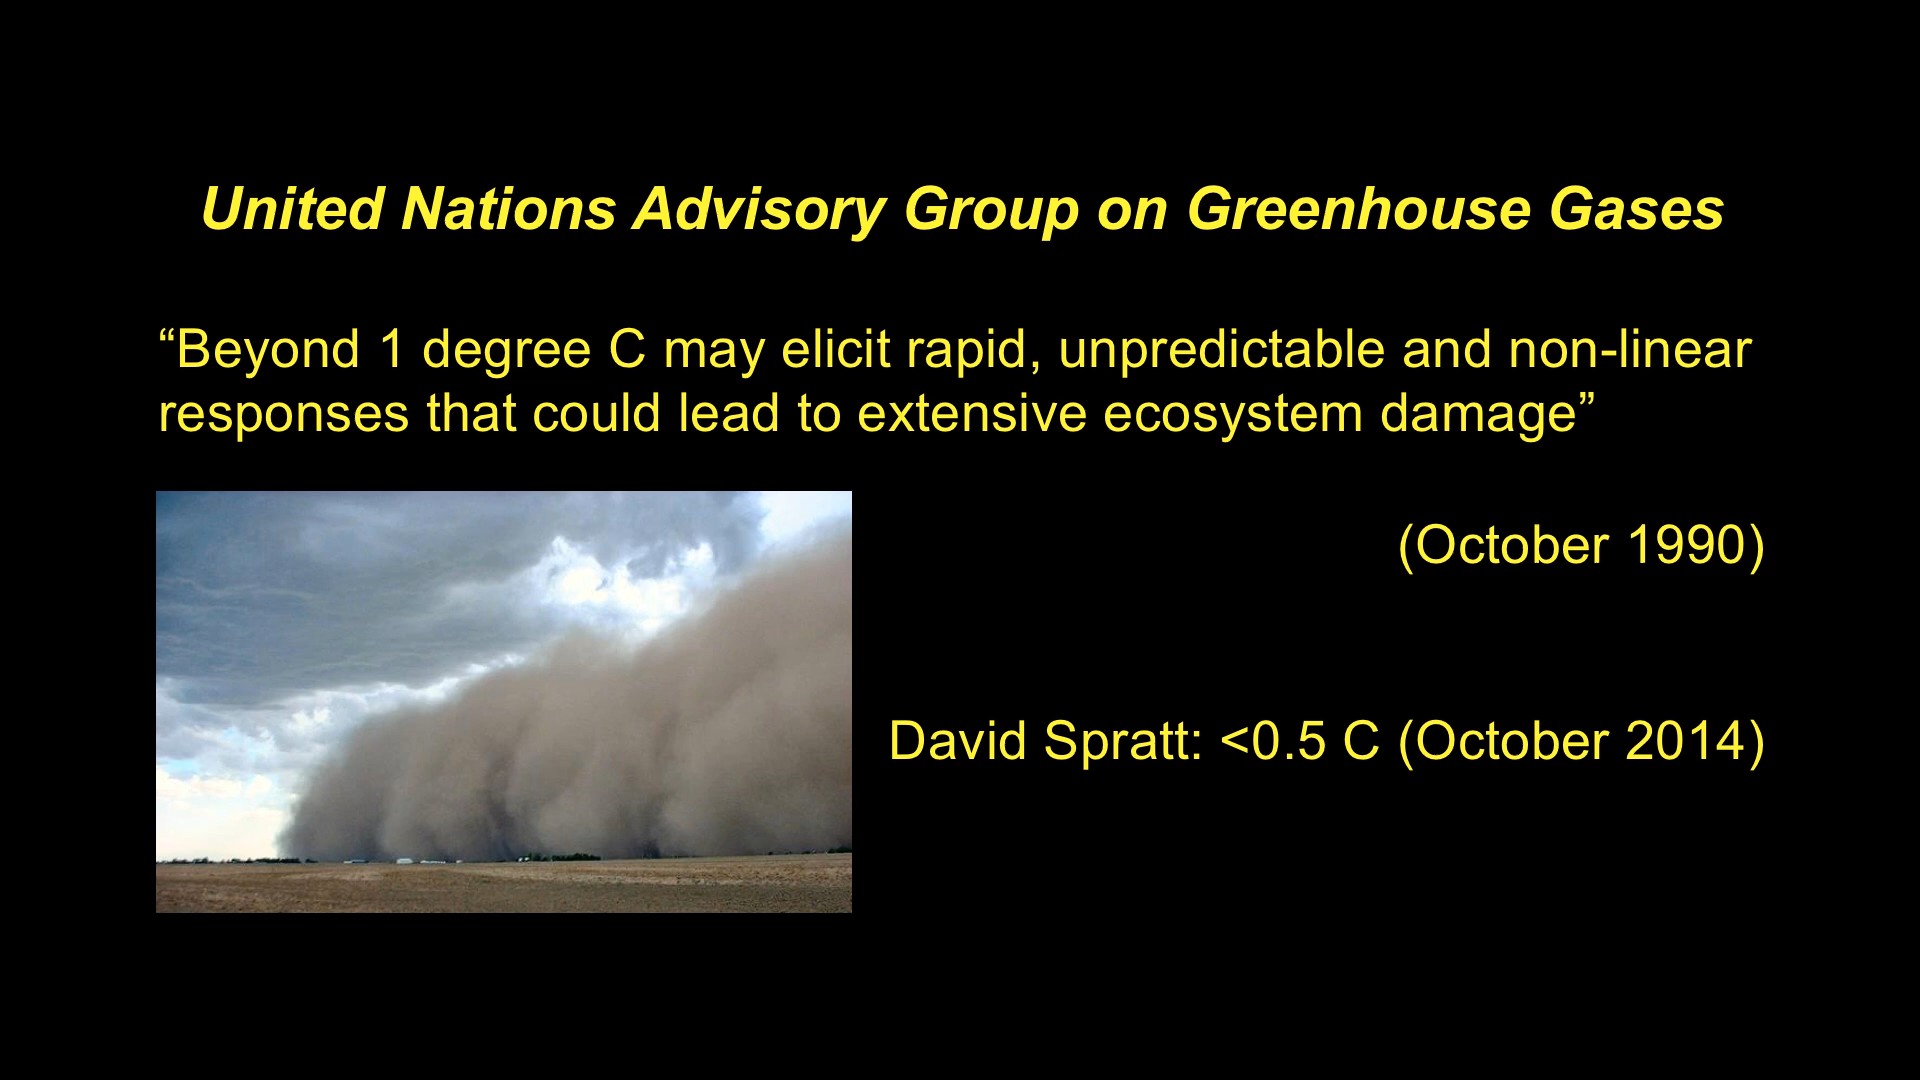 United Nations Advisory Group on Greenhouse Gases
“Beyond 1 degree C may elicit rapid, unpredictable and non-linear
responses that could lead to extensive ecosystem damage”
(October 1990)
David Spratt: <0.5 C (October 2014)